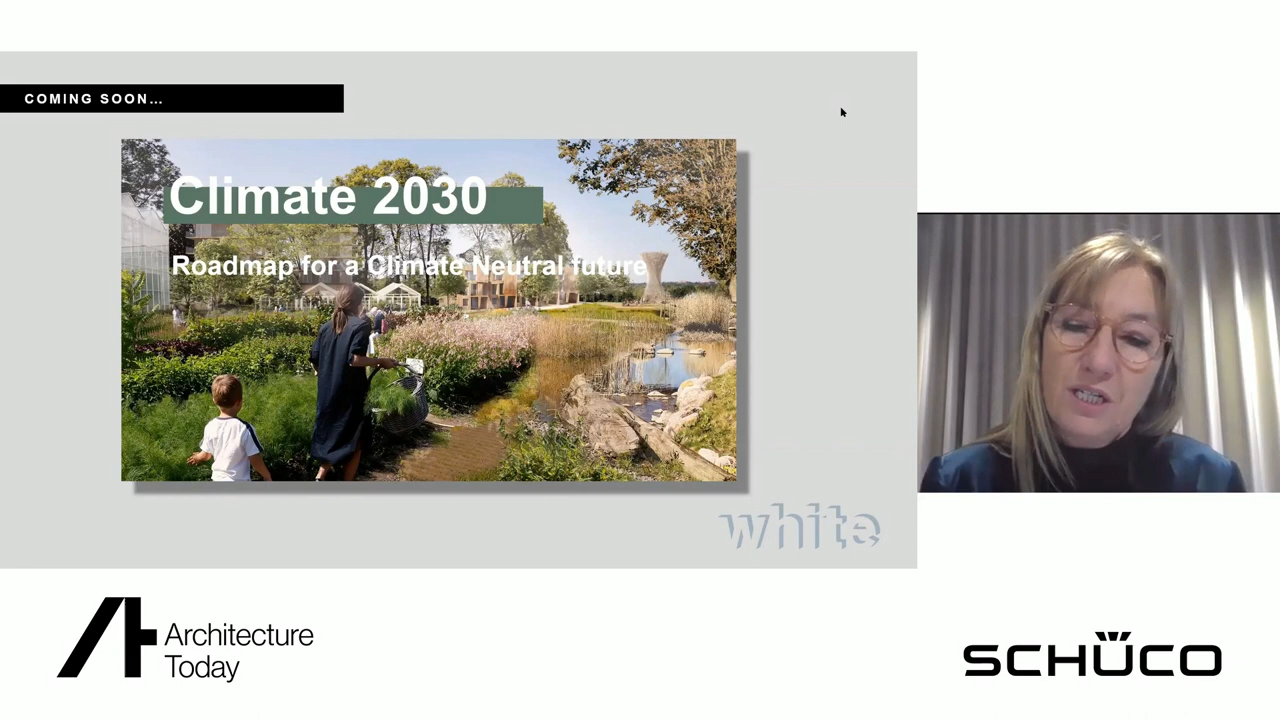 COMING SOON...
Climate 2030
Roadmap for a Climate Neutral future
white
Architecture
Today
SCHÜCO